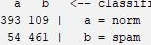 a b <-- classifi
393 109 | a = norm
54 461 | b = spam